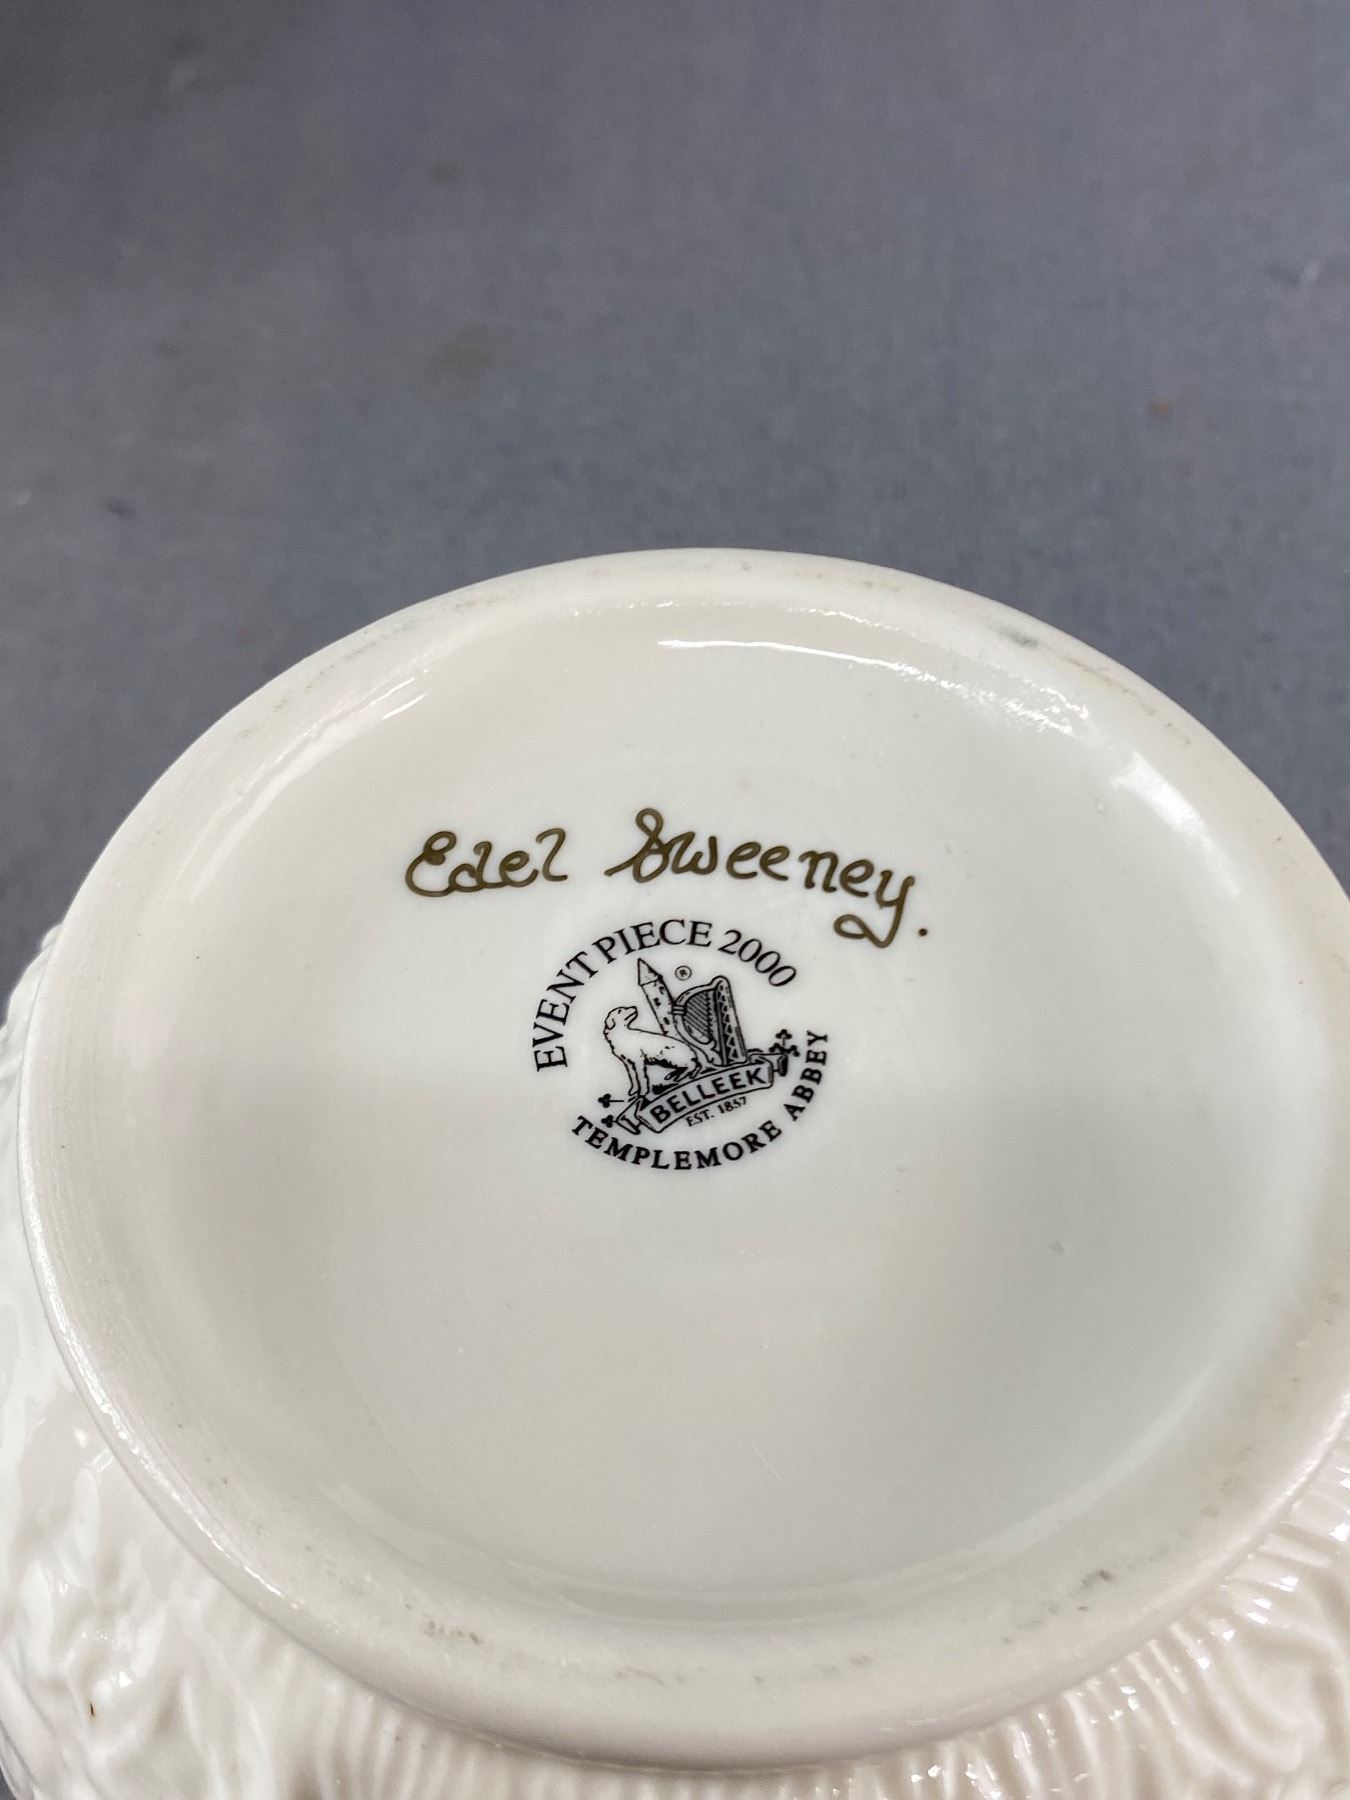 Edel Sweeney.
EVENT PIECE 2000
®
BELLEEK
EST. 1857
TEMPLEMORE ABBEY